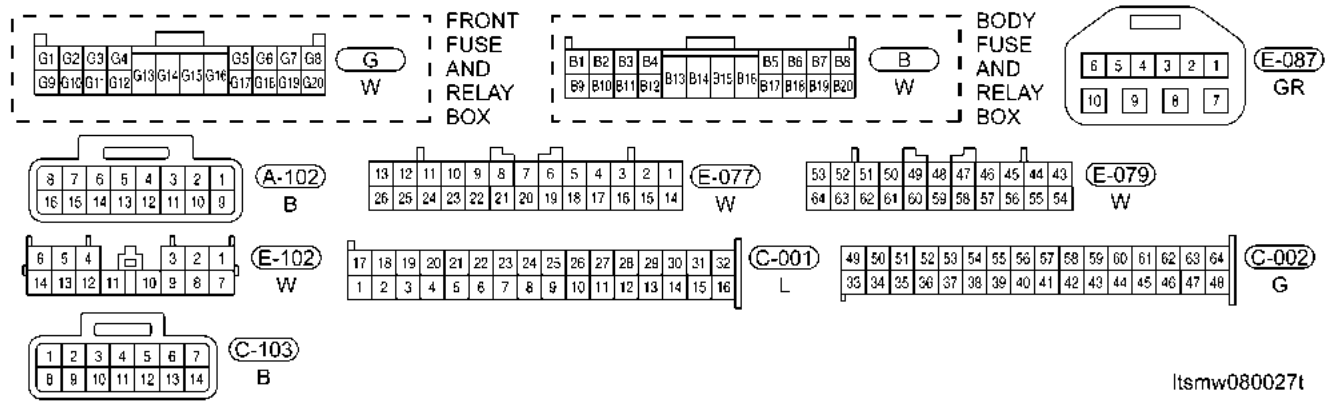 FRONT
FUSE
AND
RELAY
BOX
G1 G2 G3 G4 G13 G14 G15 G16 G5 G6 G7 G8
G9 G10 G11 G12 G17 G18 G19 G20
G
W
BODY
FUSE
AND
RELAY
BOX
B1 B2 B3 B4 B13 B14 B15 B16 B5 B6 B7 B8
B9 B10 B11 B12 B17 B18 B19 B20
B
W
6 5 4 3 2 1
10 9 8 7
E-087
GR
8 7 6 5 4 3 2 1
16 15 14 13 12 11 10 9
A-102
B
13 12 11 10 9 8 7 6 5 4 3 2 1
26 25 24 23 22 21 20 19 18 17 16 15 14
E-077
W
53 52 51 50 49 48 47 46 45 44 43
64 63 62 61 60 59 58 57 56 55 54
E-079
W
6 5 4 3 2 1
14 13 12 11 10 9 8 7
E-102
W
17 18 19 20 21 22 23 24 25 26 27 28 29 30 31 32
1 2 3 4 5 6 7 8 9 10 11 12 13 14 15 16
C-001
L
49 50 51 52 53 54 55 56 57 58 59 60 61 62 63 64
33 34 35 36 37 38 39 40 41 42 43 44 45 46 47 48
C-002
G
1 2 3 4 5 6 7
8 9 10 11 12 13 14
C-103
B
ltsmw080027t